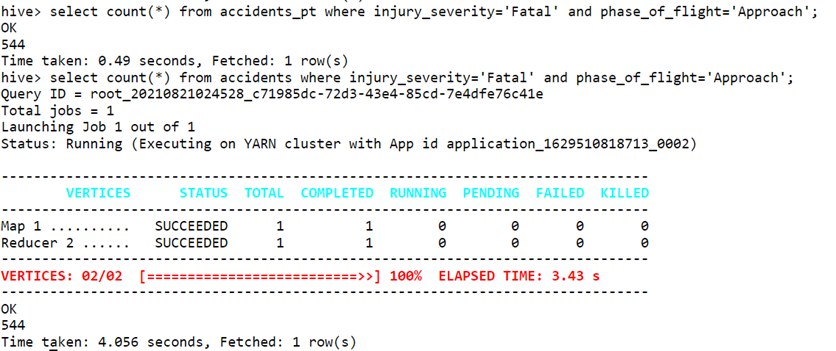 hive> select count(*) from accidents_pt where injury_severity='Fatal' and phase_of_flight='Approach';
OK
544
Time taken: 0.49 seconds, Fetched: 1 row(s)
hive> select count(*) from accidents where injury_severity='Fatal' and phase_of_flight='Approach';
Query ID = root_20210821024528_c71985dc-72d3-43e4-85cd-7e4dfe76c41e
Total jobs = 1
Launching Job 1 out of 1
Status: Running (Executing on YARN cluster with App id application_1629510818713_0002)
--------------------------------------------------------------------------------
VERTICES STATUS TOTAL COMPLETED RUNNING PENDING FAILED KILLED
--------------------------------------------------------------------------------
Map 1 .......... SUCCEEDED 1 1 0 0 0 0
Reducer 2 ...... SUCCEEDED 1 1 0 0 0 0
--------------------------------------------------------------------------------
VERTICES: 02/02 [==========================>>] 100% ELAPSED TIME: 3.43 s
--------------------------------------------------------------------------------
OK
544
Time taken: 4.056 seconds, Fetched: 1 row(s)